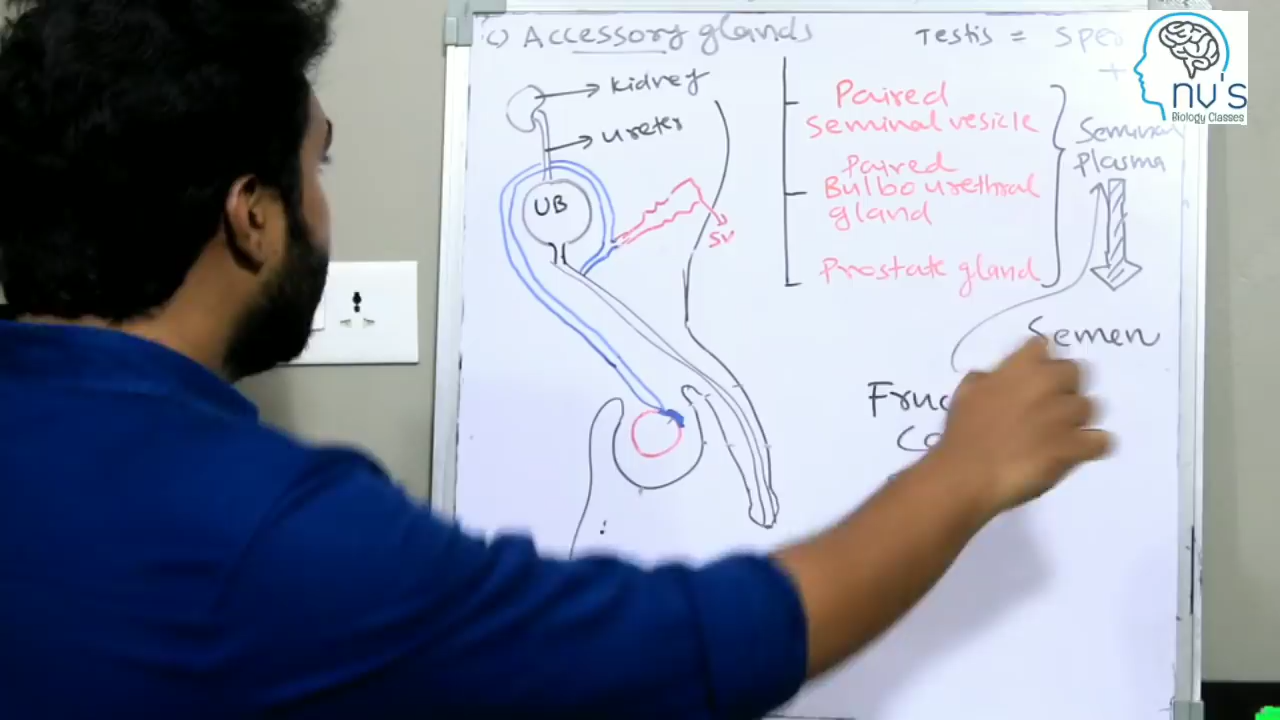 c) Accessory glands
Testis =
kidney
ureter
UB
SV
Paired
seminal vesicle
Paired
Bulbourethral
gland
Prostate gland
Seminal
plasma
Semen
+
nv's
Biology Classes